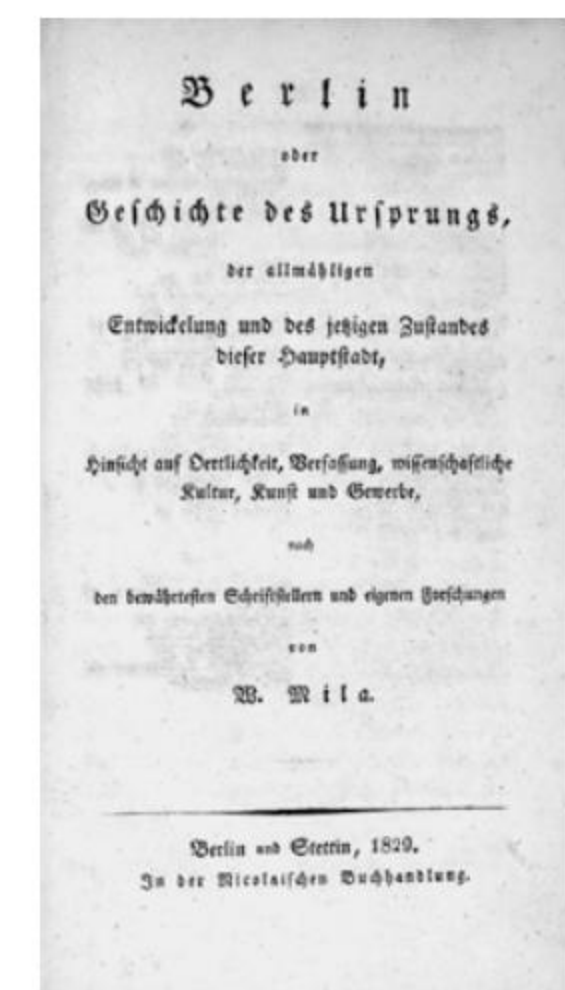 Berlin
oder
Geschichte des Ursprungs,
der allmähligen
Entwickelung und des jetzigen Zustandes
dieser Hauptstadt,
in
Hinsicht auf Oertlichkeit, Verfassung, wissenschaftliche
Kultur, Kunst und Gewerbe,
nach
den bewährtesten Schriftstellern und eigenen Forschungen
von
W. Mila.
Berlin und Stettin, 1829.
In der Nicolaischen Buchhandlung.